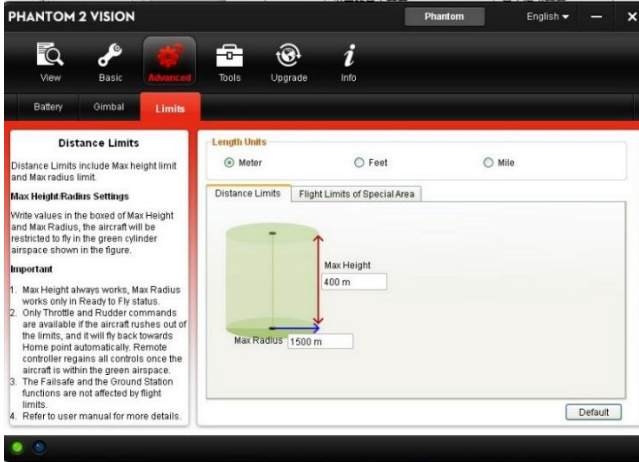 PHANTOM 2 VISION
Phantom
English
View
Basic
Advanced
Tools
Upgrade
Info
Battery
Gimbal
Limits
Distance Limits
Distance Limits include Max height limit
and Max radius limit.
Max Height/Radius Settings
Write values in the boxed of Max Height
and Max Radius, the aircraft will be
restricted to fly in the green cylinder
airspace shown in the figure.
Important
1. Max Height always works, Max Radius
works only in Ready to Fly status.
2. Only Throttle and Rudder commands
are available if the aircraft rushes out of
the limits, and it will fly back towards
Home point automatically. Remote
controller regains all controls once the
aircraft is within the green airspace.
3. The Failsafe and the Ground Station
functions are not affected by flight
limits.
4. Refer to user manual for more details.
Length Units
Meter
Feet
Mile
Distance Limits
Flight Limits of Special Area
Max Height
400 m
Max Radius 1500 m
Default